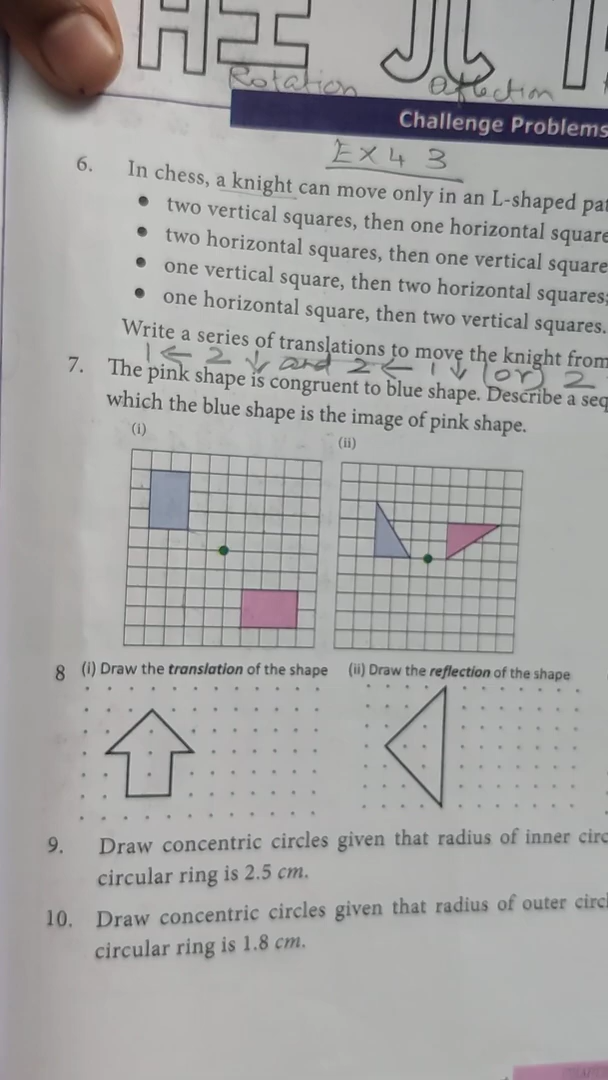 Rotation
Challenge Problems
EX 4 3
6. In chess, a knight can move only in an L-shaped
• two vertical squares, then one horizontal square
• two horizontal squares, then one vertical square
• one vertical square, then two horizontal squares;
• one horizontal square, then two vertical squares.
Write a series of translations to move the knight from
1 ← 2 ↓ and 2 ← 1 ↓ (or) 2
7. The pink shape is congruent to blue shape. Describe a
which the blue shape is the image of pink shape.
(i) (ii)
8 (i) Draw the translation of the shape (ii) Draw the reflection of the shape
9. Draw concentric circles given that radius of inner
circular ring is 2.5 cm.
10. Draw concentric circles given that radius of outer
circular ring is 1.8 cm.